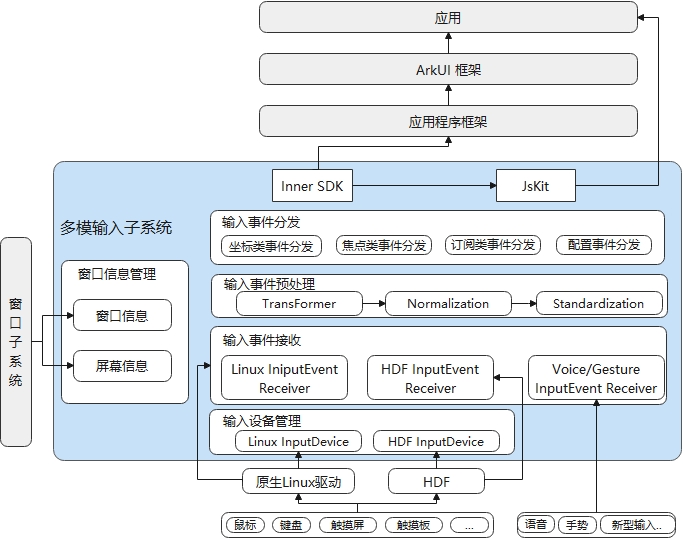 应用
ArkUI 框架
应用程序框架
Inner SDK
JsKit
多模输入子系统
输入事件分发
坐标类事件分发
焦点类事件分发
订阅类事件分发
配置事件分发
窗口子系统
窗口信息管理
窗口信息
屏幕信息
输入事件预处理
TransFormer
Normalization
Standardization
输入事件接收
Linux IniputEvent
Receiver
HDF InputEvent
Receiver
Voice/Gesture
InputEvent Receiver
输入设备管理
Linux InputDevice
HDF InputDevice
原生Linux驱动
HDF
鼠标
键盘
触摸屏
触摸板
...
语音
手势
新型输入..